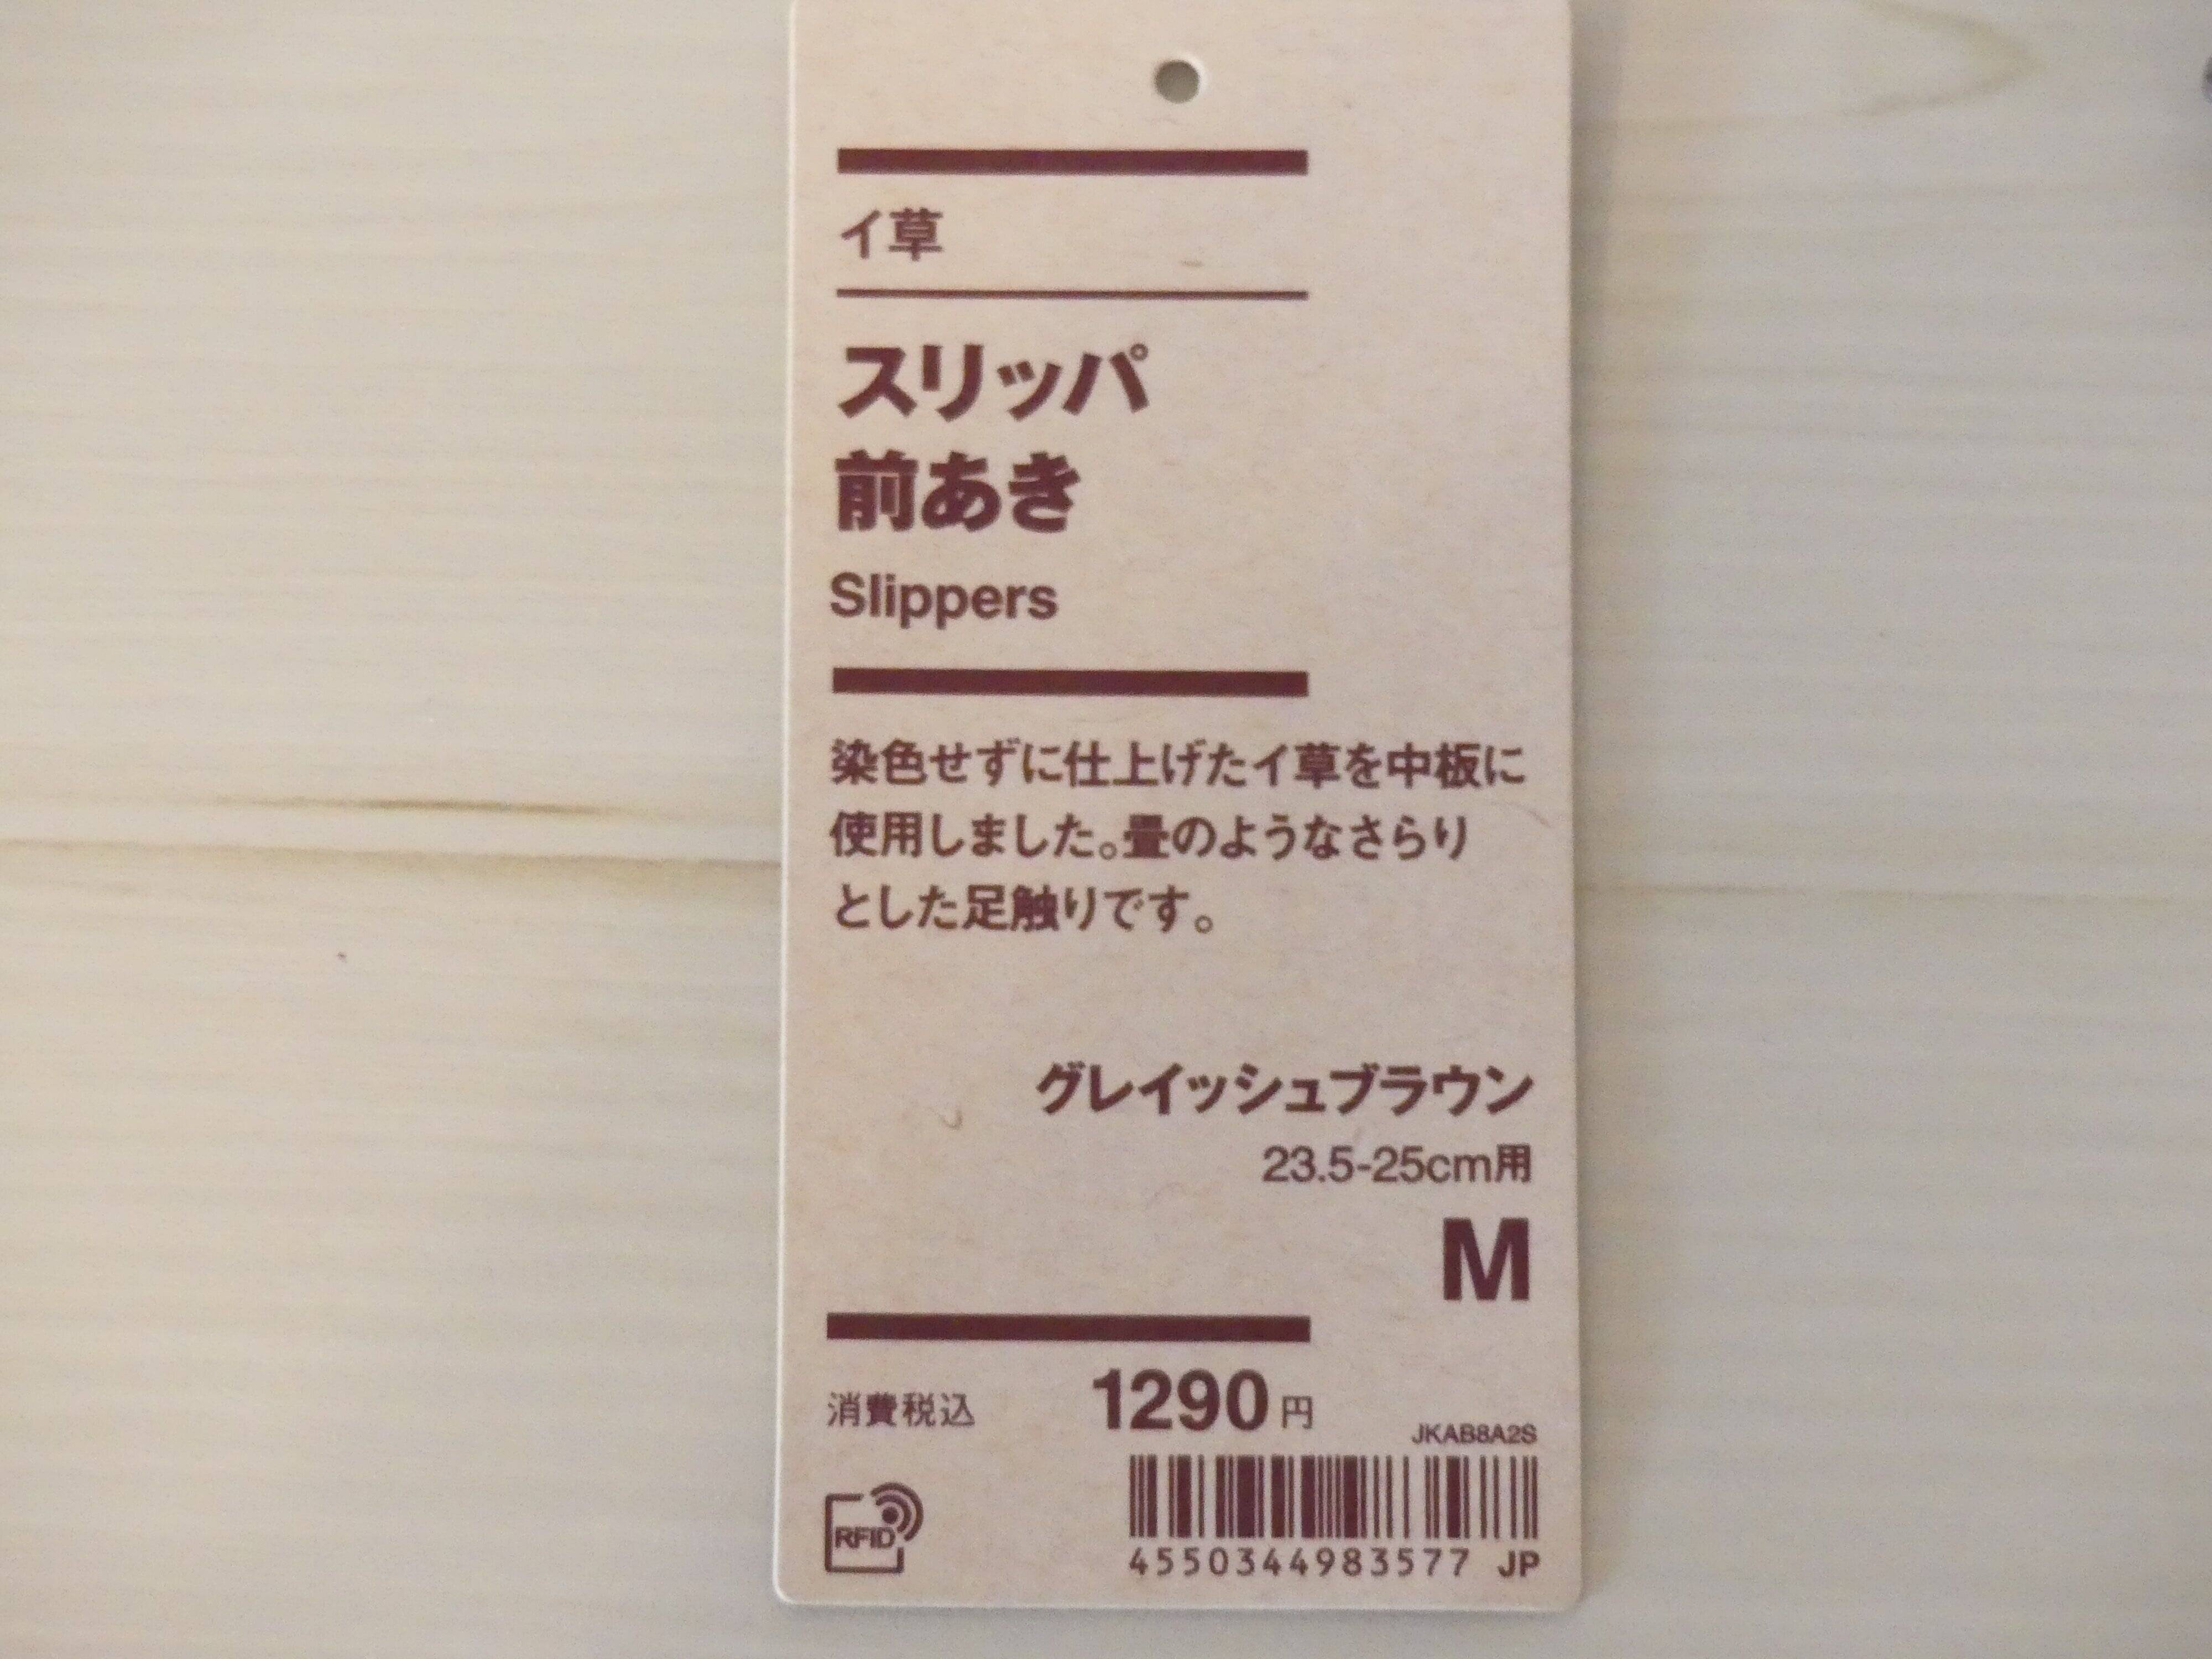 イ草
スリッパ
前あき
Slippers
染色せずに仕上げたイ草を中板に
使用しました。畳のようなさらり
とした足触りです。
グレイッシュブラウン
23.5-25cm用
M
消費税込 1290円
JKAB8A2S
RFID
4550344983577 JP